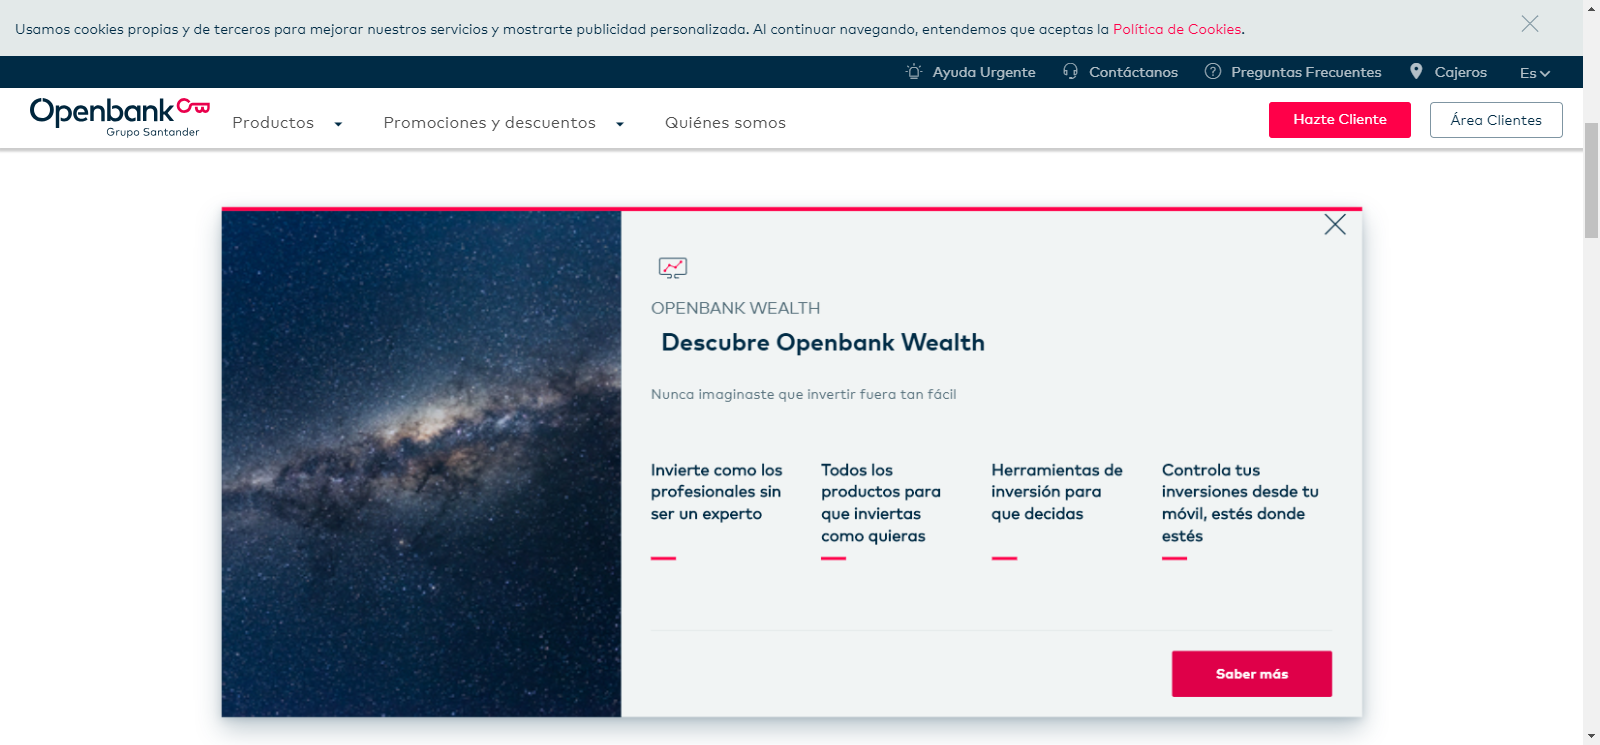 Usamos cookies propias y de terceros para mejorar nuestros servicios y mostrarte publicidad personalizada. Al continuar navegando, entendemos que aceptas la Política de Cookies.
Ayuda Urgente
Contáctanos
Preguntas Frecuentes
Cajeros
Es
Openbank
Grupo Santander
Productos
Promociones y descuentos
Quiénes somos
Hazte Cliente
Área Clientes
OPENBANK WEALTH
Descubre Openbank Wealth
Nunca imaginaste que invertir fuera tan fácil
Invierte como los
profesionales sin
ser un experto
Todos los
productos para
que inviertas
como quieras
Herramientas de
inversión para
que decidas
Controla tus
inversiones desde tu
móvil, estés donde
estés
Saber más